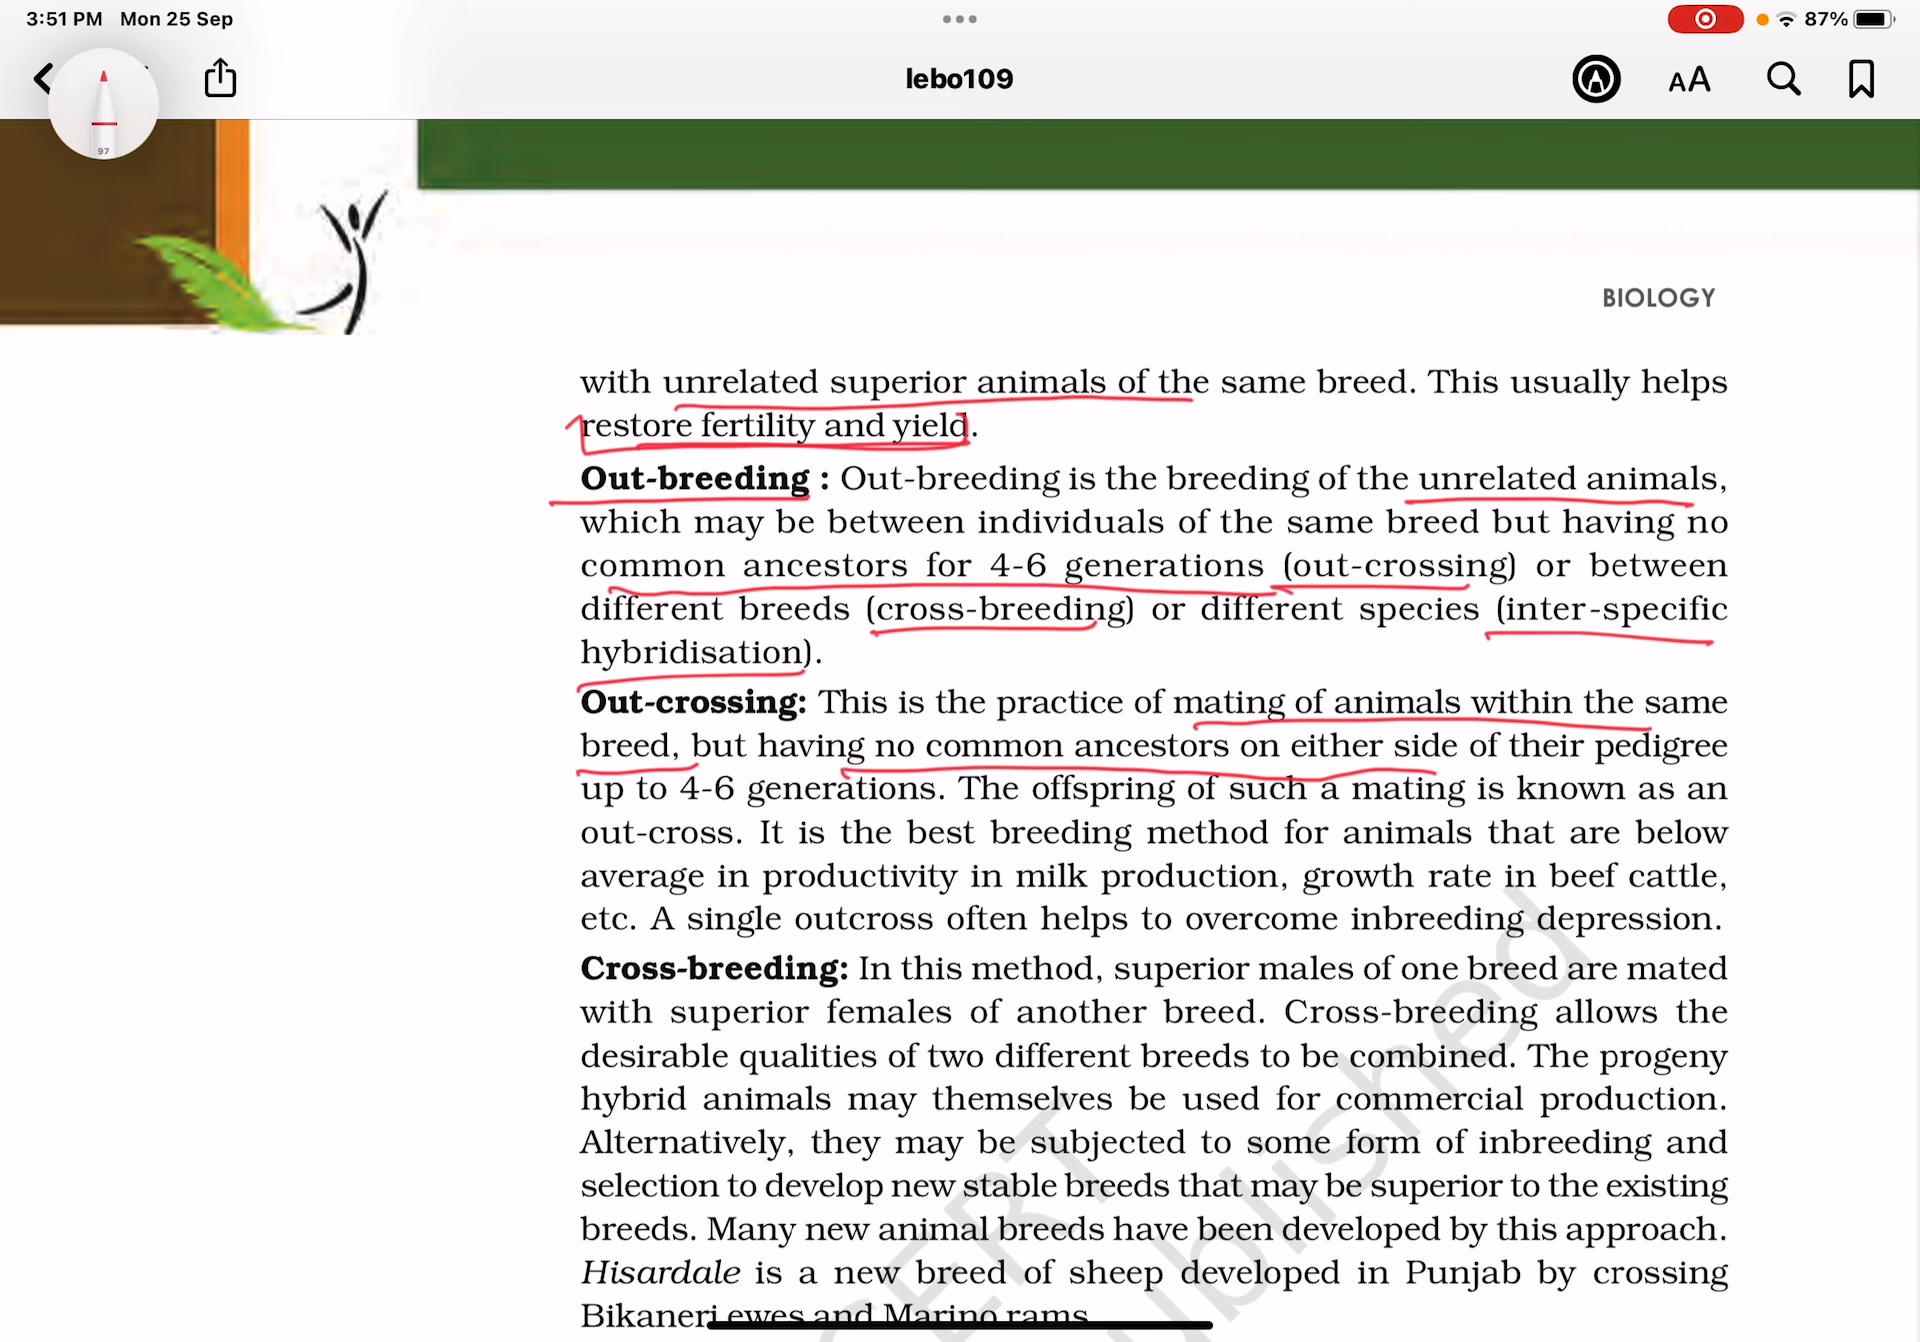 3:51 PM Mon 25 Sep
87%
lebo109
AA
97
BIOLOGY
with unrelated superior animals of the same breed. This usually helps
restore fertility and yield.
Out-breeding : Out-breeding is the breeding of the unrelated animals,
which may be between individuals of the same breed but having no
common ancestors for 4-6 generations (out-crossing) or between
different breeds (cross-breeding) or different species (inter-specific
hybridisation).
Out-crossing: This is the practice of mating of animals within the same
breed, but having no common ancestors on either side of their pedigree
up to 4-6 generations. The offspring of such a mating is known as an
out-cross. It is the best breeding method for animals that are below
average in productivity in milk production, growth rate in beef cattle,
etc. A single outcross often helps to overcome inbreeding depression.
Cross-breeding: In this method, superior males of one breed are mated
with superior females of another breed. Cross-breeding allows the
desirable qualities of two different breeds to be combined. The progeny
hybrid animals may themselves be used for commercial production.
Alternatively, they may be subjected to some form of inbreeding and
selection to develop new stable breeds that may be superior to the existing
breeds. Many new animal breeds have been developed by this approach.
Hisardale is a new breed of sheep developed in Punjab by crossing
Bikaneri ewes and Marino rams